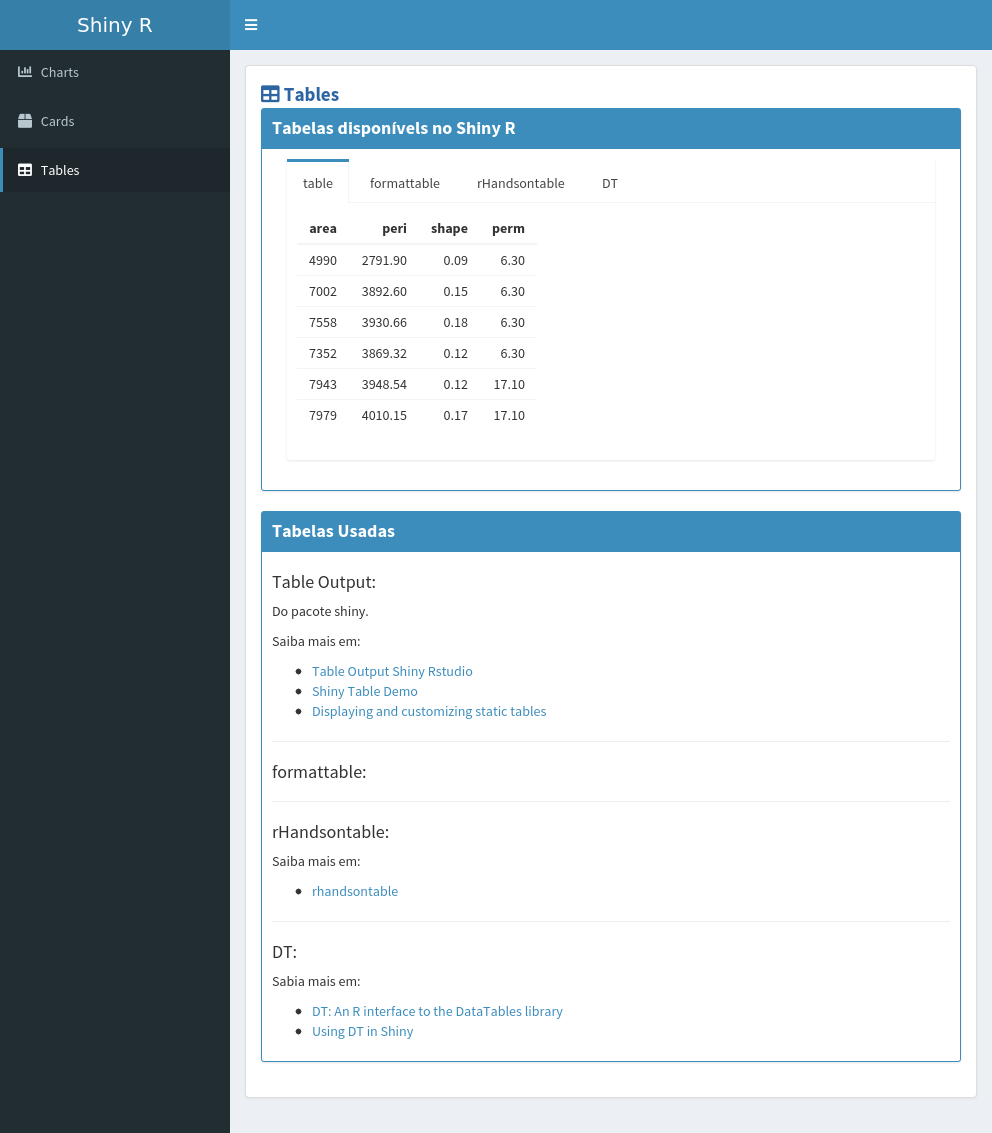 Shiny R
Charts
Cards
Tables
Tables
Tabelas disponívels no Shiny R
table formattable rHandsontable DT
area peri shape perm
4990 2791.90 0.09 6.30
7002 3892.60 0.15 6.30
7558 3930.66 0.18 6.30
7352 3869.32 0.12 6.30
7943 3948.54 0.12 17.10
7979 4010.15 0.17 17.10
Tabelas Usadas
Table Output:
Do pacote shiny.
Saiba mais em:
Table Output Shiny Rstudio
Shiny Table Demo
Displaying and customizing static tables
formattable:
rHandsontable:
Saiba mais em:
rhandsontable
DT:
Sabia mais em:
DT: An R interface to the DataTables library
Using DT in Shiny